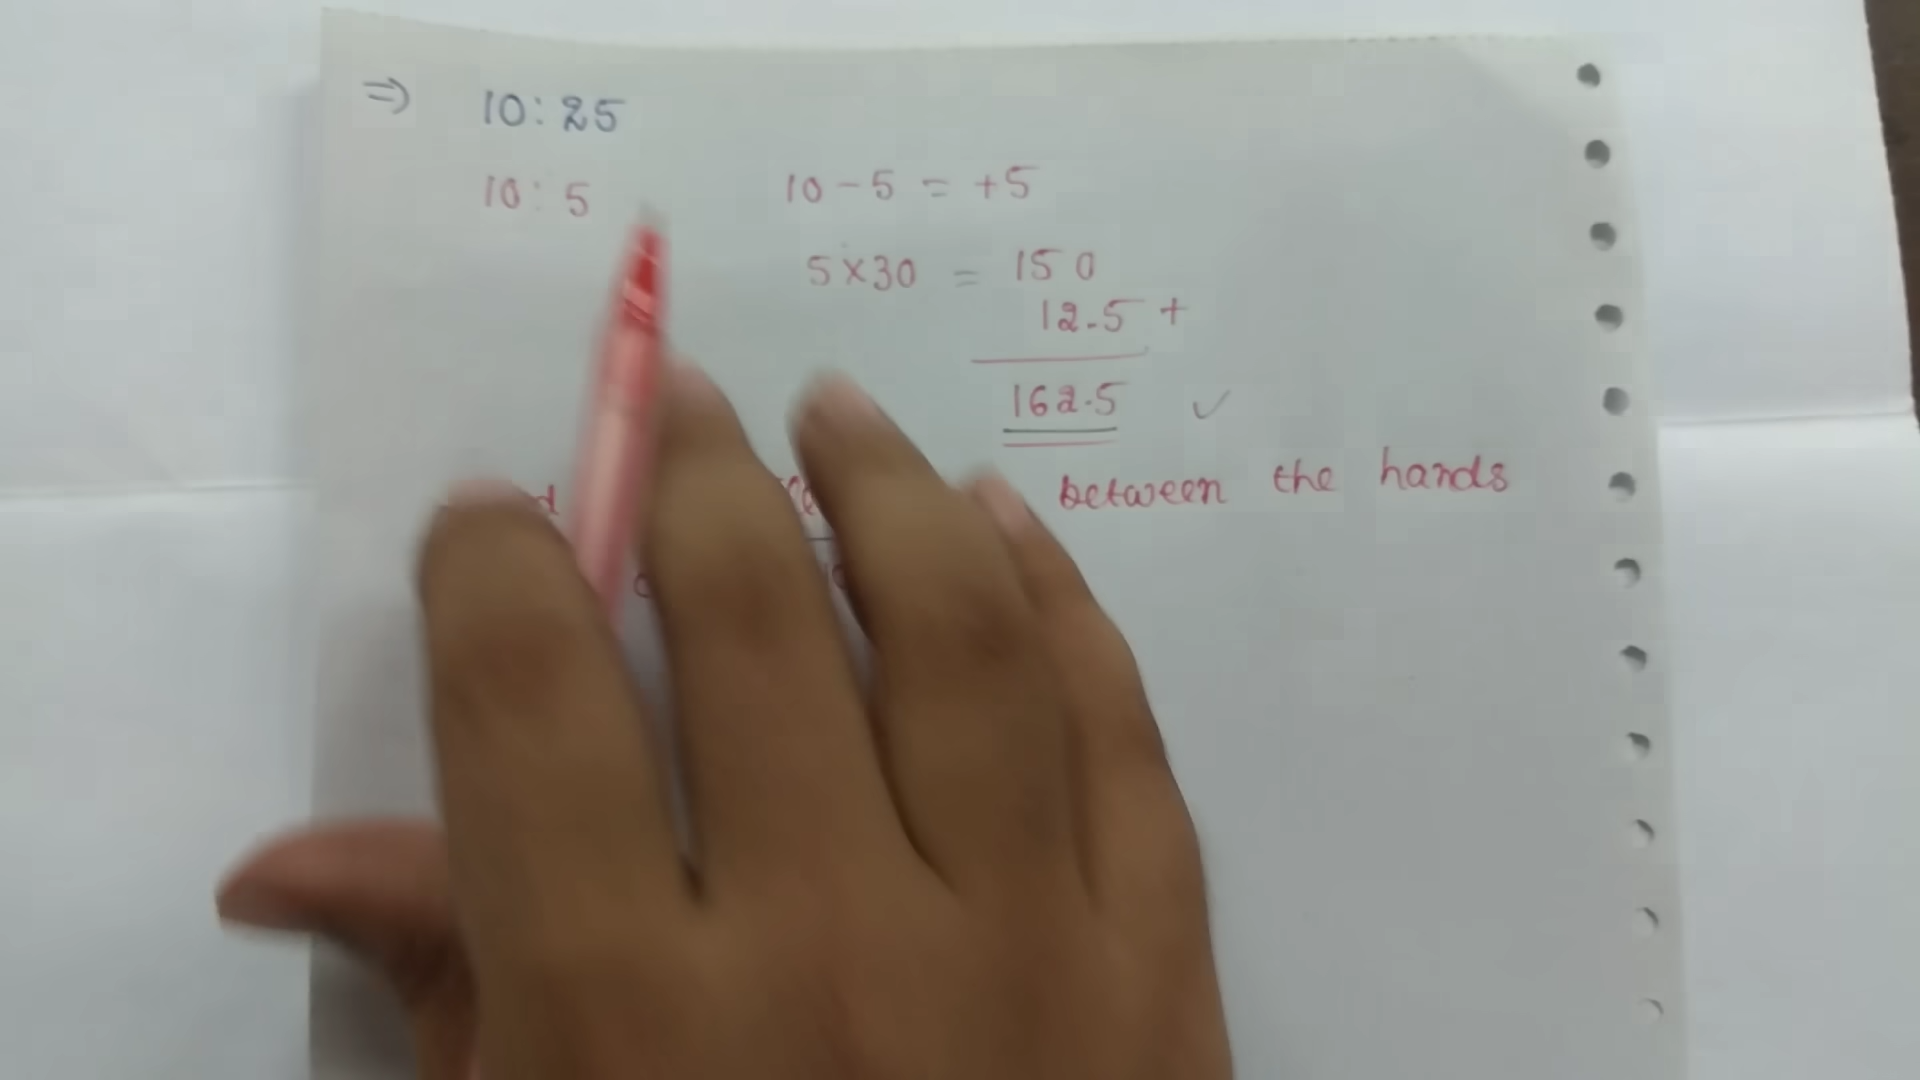 ⇒ 10:25
10:5 10-5 = +5
5×30 = 150
12.5 +
162.5 ✓
between the hands